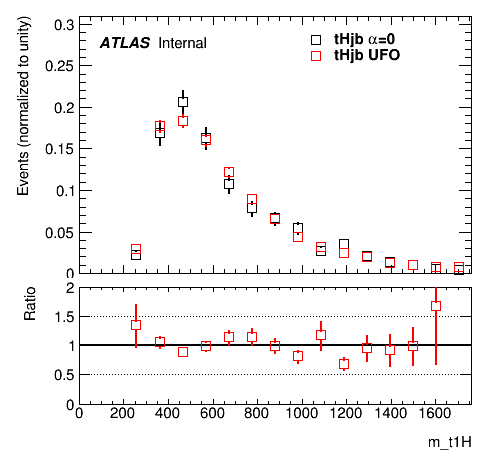 0.3
ATLAS Internal
tHjb α=0
tHjb UFO
0.25
0.2
0.15
0.1
0.05
0
Events (normalized to unity)
2
1.5
1
0.5
0
Ratio
0 200 400 600 800 1000 1200 1400 1600
m_t1H